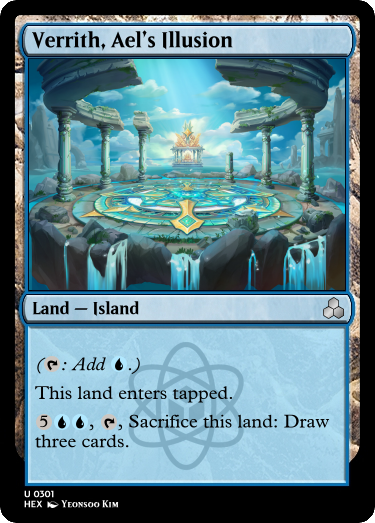 Verrith, Ael's Illusion
Land — Island
(: Add .)
This land enters tapped.
5 , , Sacrifice this land: Draw
three cards.
U 0301
HEX Yeonsoo Kim